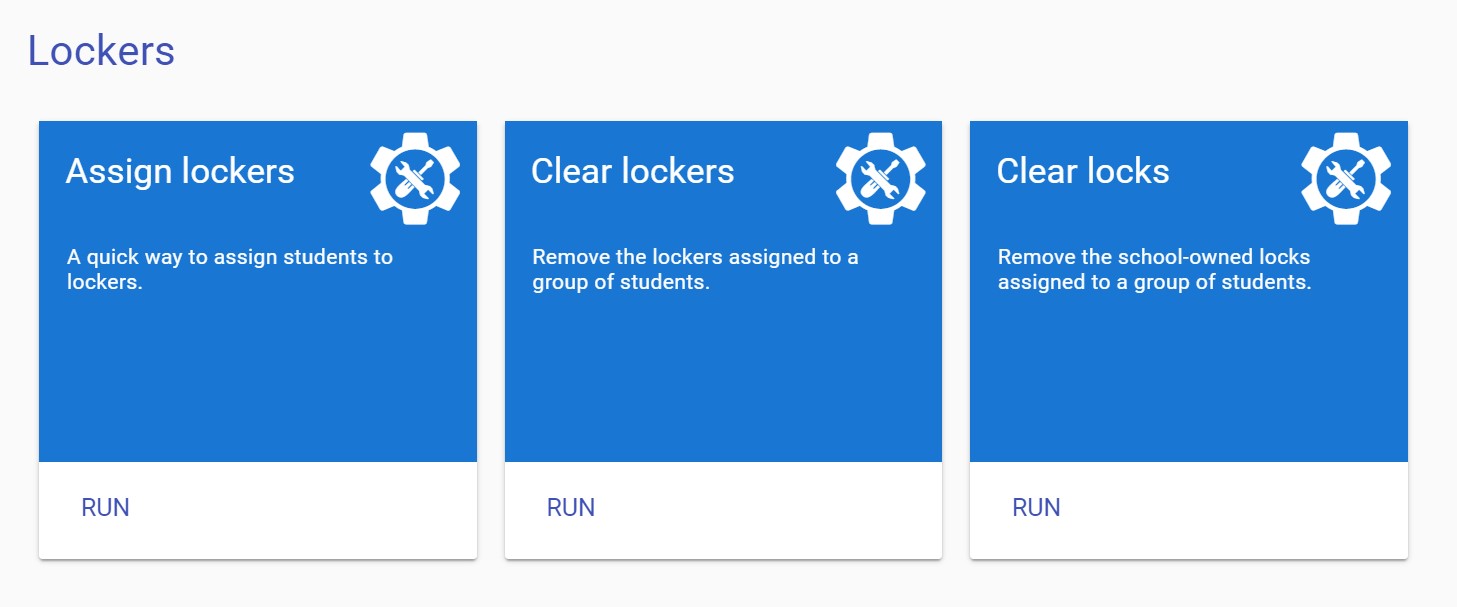 Lockers
Assign lockers
A quick way to assign students to
lockers.
RUN
Clear lockers
Remove the lockers assigned to a
group of students.
RUN
Clear locks
Remove the school-owned locks
assigned to a group of students.
RUN